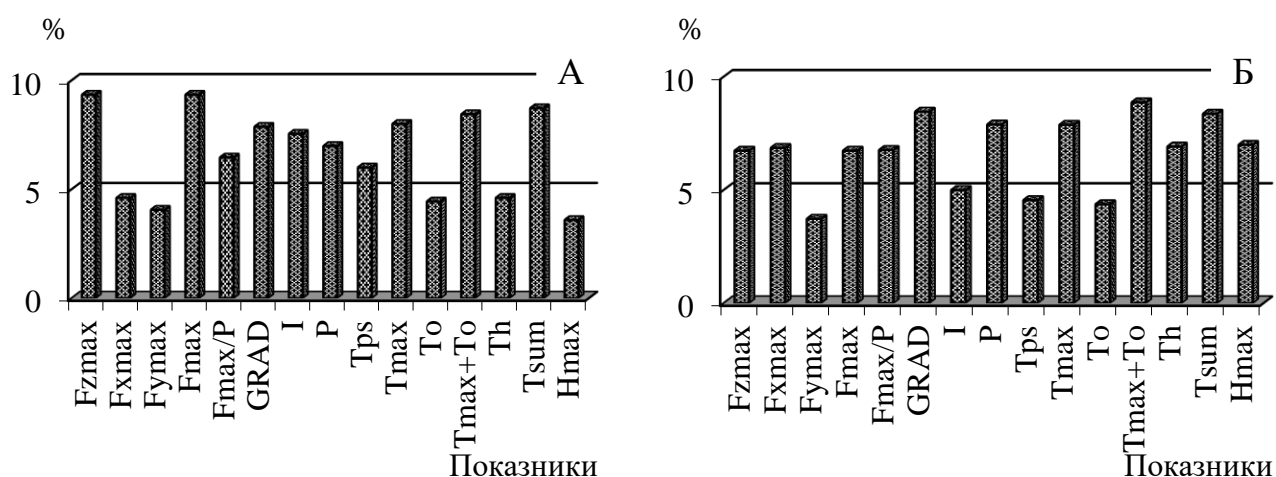 %
А
10
5
0
Fzmax
Fxmax
Fymax
Fmax
Fmax/P
GRAD
I
P
Tps
Tmax
To
Tmax+To
Th
Tsum
Hmax
Показники
%
Б
10
5
0
Fzmax
Fxmax
Fymax
Fmax
Fmax/P
GRAD
I
P
Tps
Tmax
To
Tmax+To
Th
Tsum
Hmax
Показники